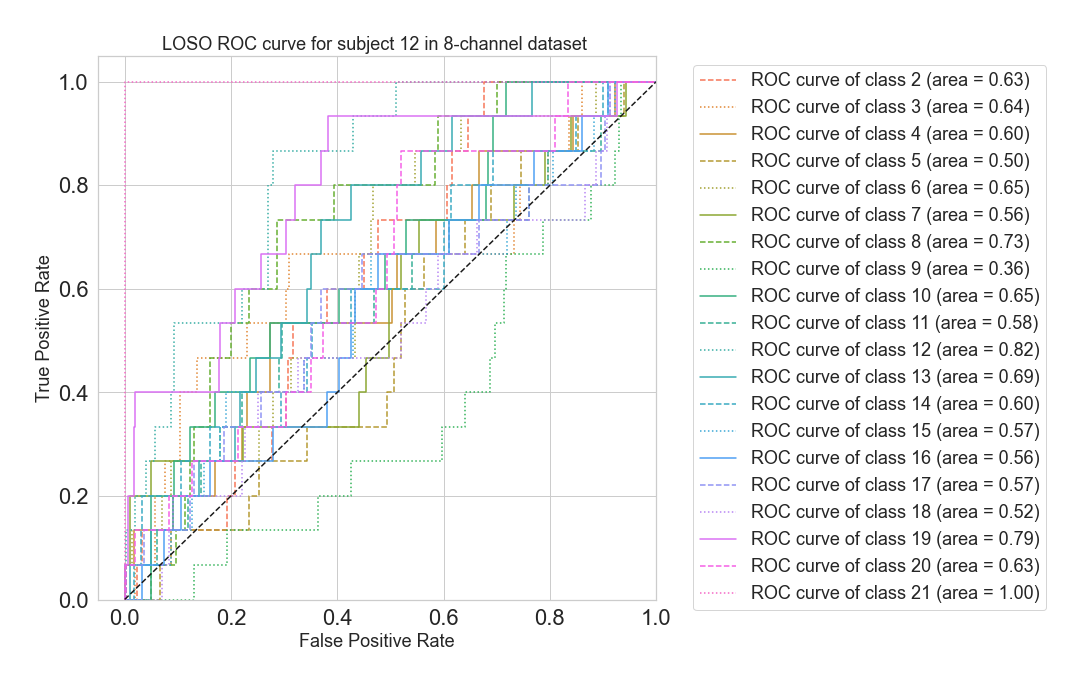 LOSO ROC curve for subject 12 in 8-channel dataset
1.0
0.8
0.6
0.4
0.2
0.0
True Positive Rate
0.0 0.2 0.4 0.6 0.8 1.0
False Positive Rate
ROC curve of class 2 (area = 0.63)
ROC curve of class 3 (area = 0.64)
ROC curve of class 4 (area = 0.60)
ROC curve of class 5 (area = 0.50)
ROC curve of class 6 (area = 0.65)
ROC curve of class 7 (area = 0.56)
ROC curve of class 8 (area = 0.73)
ROC curve of class 9 (area = 0.36)
ROC curve of class 10 (area = 0.65)
ROC curve of class 11 (area = 0.58)
ROC curve of class 12 (area = 0.82)
ROC curve of class 13 (area = 0.69)
ROC curve of class 14 (area = 0.60)
ROC curve of class 15 (area = 0.57)
ROC curve of class 16 (area = 0.56)
ROC curve of class 17 (area = 0.57)
ROC curve of class 18 (area = 0.52)
ROC curve of class 19 (area = 0.79)
ROC curve of class 20 (area = 0.63)
ROC curve of class 21 (area = 1.00)